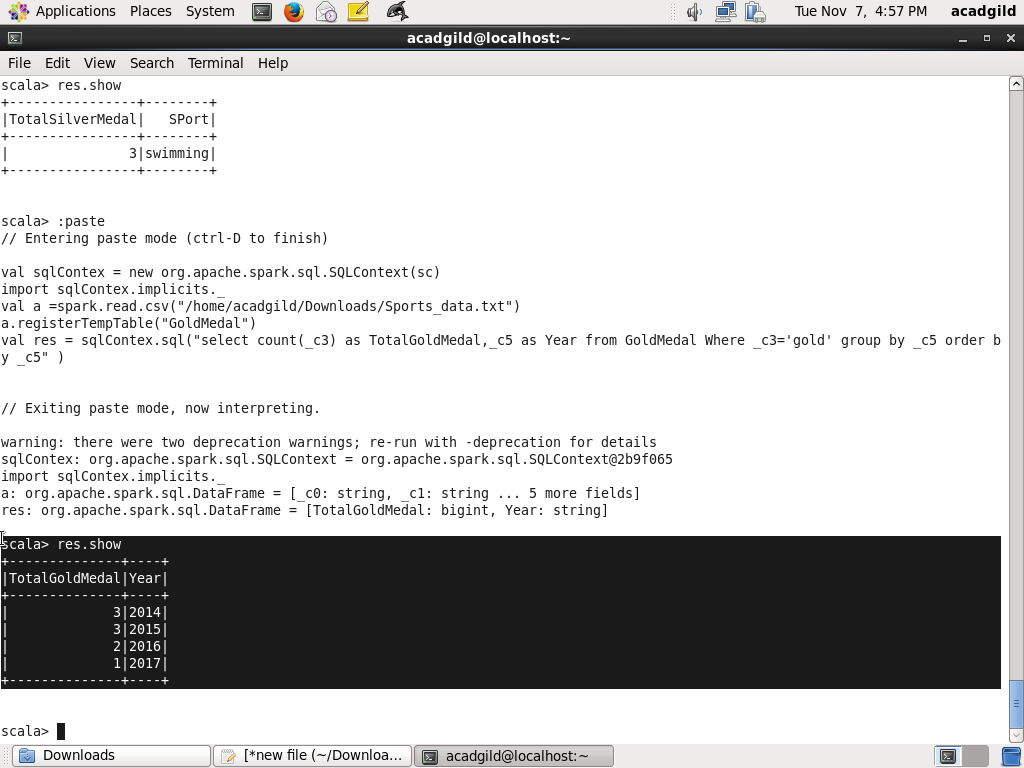 Applications Places System Tue Nov 7, 4:57 PM acadgild
acadgild@localhost:~
File Edit View Search Terminal Help
scala> res.show
+----------------+--------+
|TotalSilverMedal|   SPort|
+----------------+--------+
|               3|swimming|
+----------------+--------+
scala> :paste
// Entering paste mode (ctrl-D to finish)
val sqlContex = new org.apache.spark.sql.SQLContext(sc)
import sqlContex.implicits._
val a =spark.read.csv("/home/acadgild/Downloads/Sports_data.txt")
a.registerTempTable("GoldMedal")
val res = sqlContex.sql("select count(_c3) as TotalGoldMedal,_c5 as Year from GoldMedal Where _c3='gold' group by _c5 order b
y _c5" )
// Exiting paste mode, now interpreting.
warning: there were two deprecation warnings; re-run with -deprecation for details
sqlContex: org.apache.spark.sql.SQLContext = org.apache.spark.sql.SQLContext@2b9f065
import sqlContex.implicits._
a: org.apache.spark.sql.DataFrame = [_c0: string, _c1: string ... 5 more fields]
res: org.apache.spark.sql.DataFrame = [TotalGoldMedal: bigint, Year: string]
scala> res.show
+--------------+----+
|TotalGoldMedal|Year|
+--------------+----+
|             3|2014|
|             3|2015|
|             2|2016|
|             1|2017|
+--------------+----+
scala>
Downloads [*new file (~/Downloa... acadgild@localhost:~